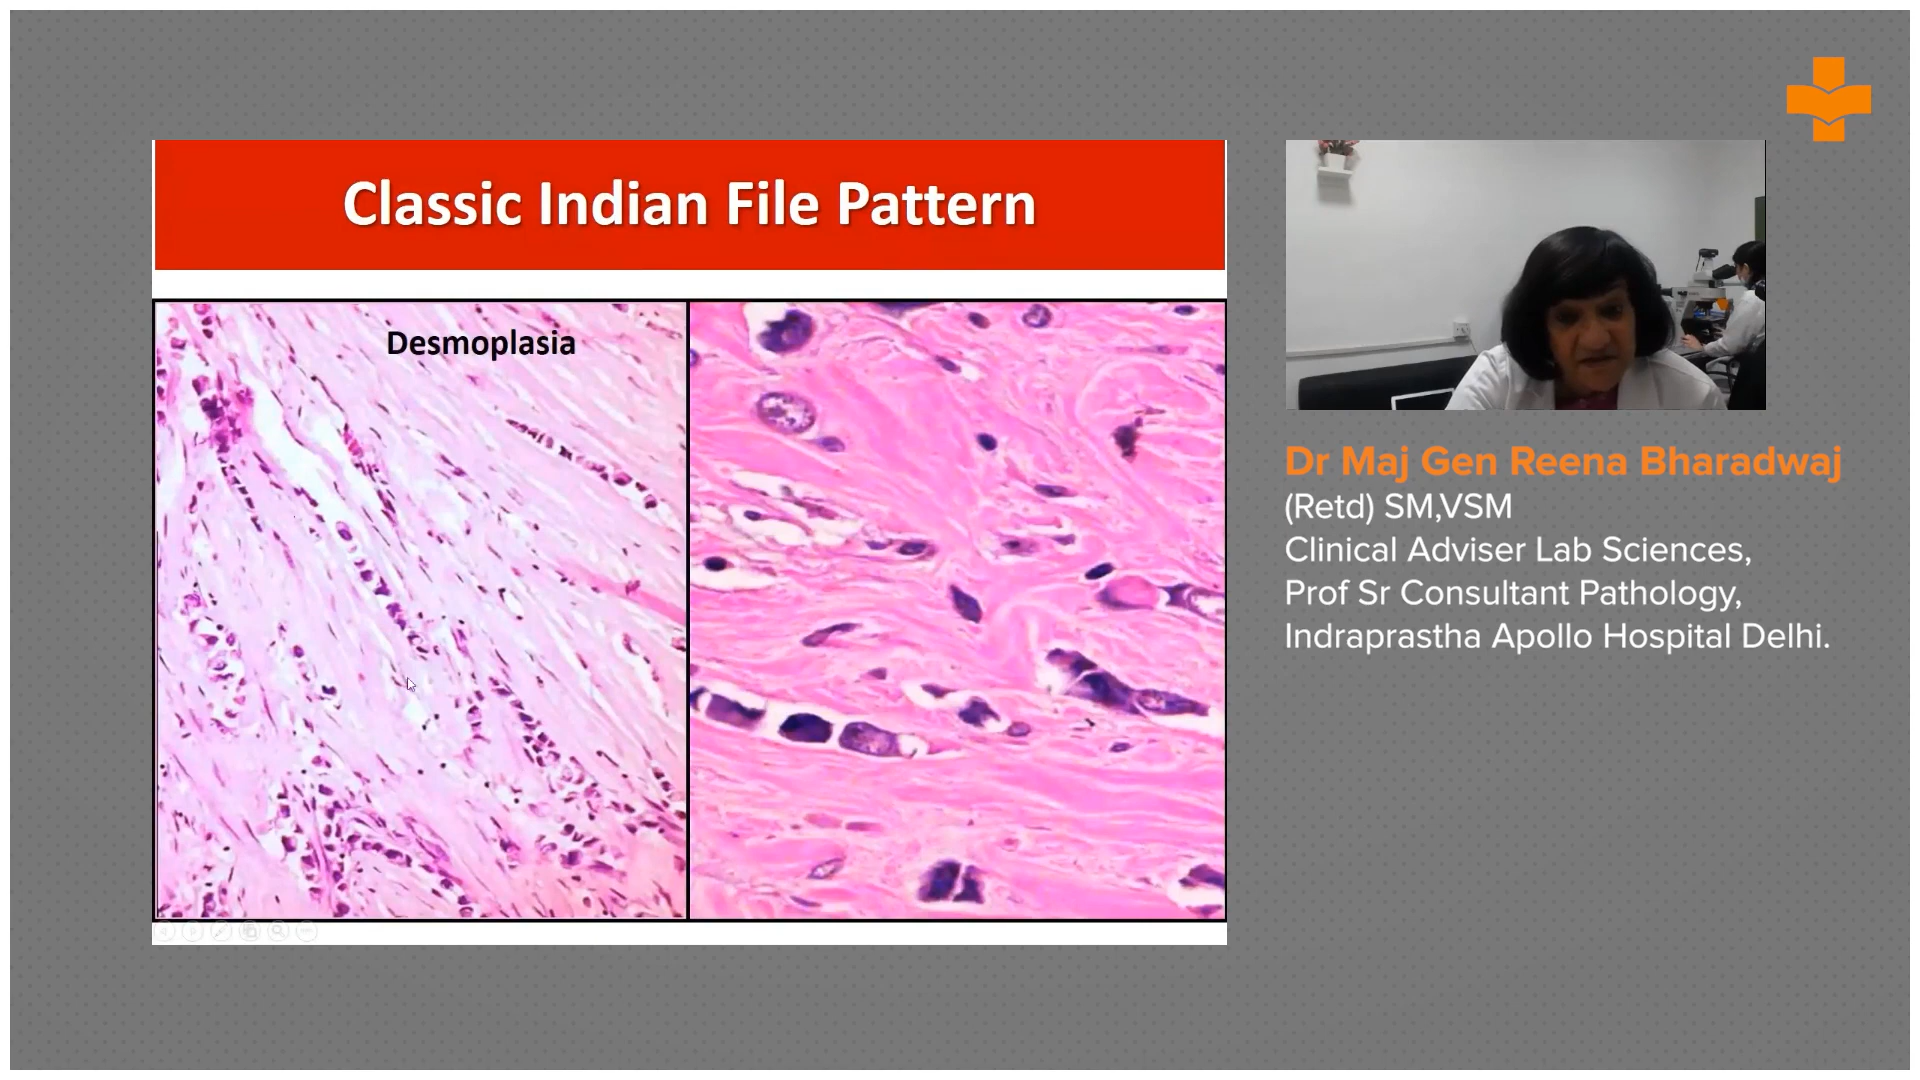 Classic Indian File Pattern
Desmoplasia
Dr Maj Gen Reena Bharadwaj
(Retd) SM,VSM
Clinical Adviser Lab Sciences,
Prof Sr Consultant Pathology,
Indraprastha Apollo Hospital Delhi.